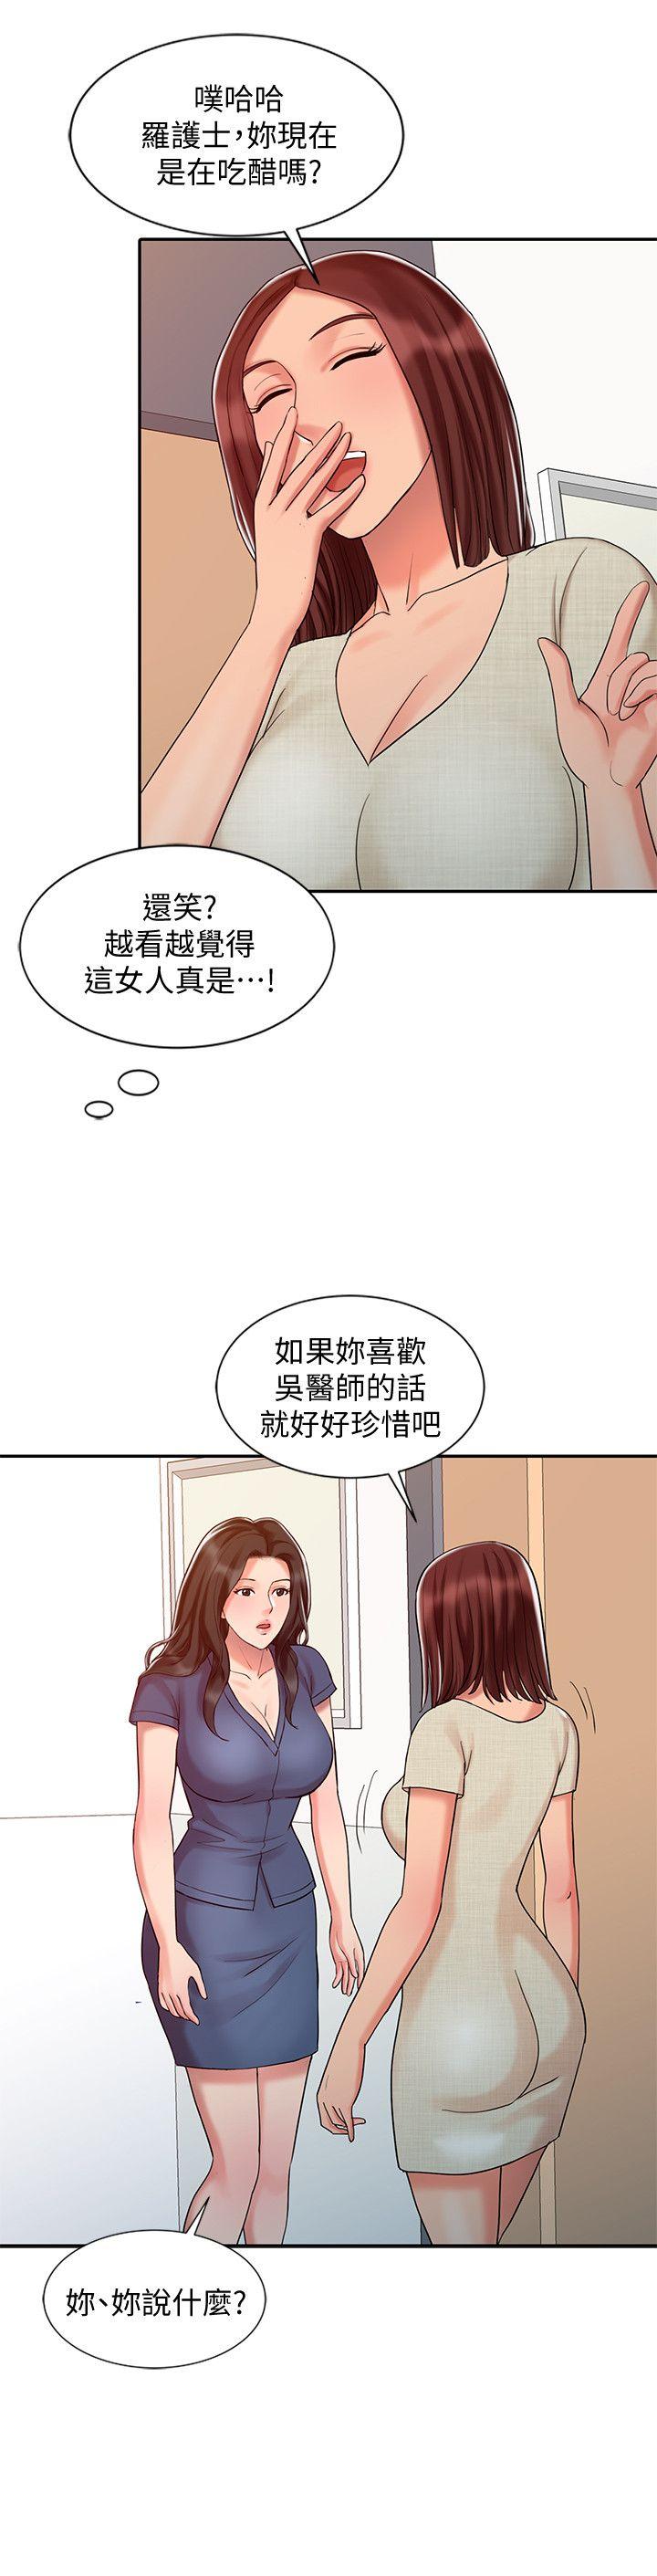 噗哈哈
羅護士,妳現在
是在吃醋嗎?
還笑?
越看越覺得
這女人真是…!
如果妳喜歡
吳醫師的話
就好好珍惜吧
妳、妳說什麼?